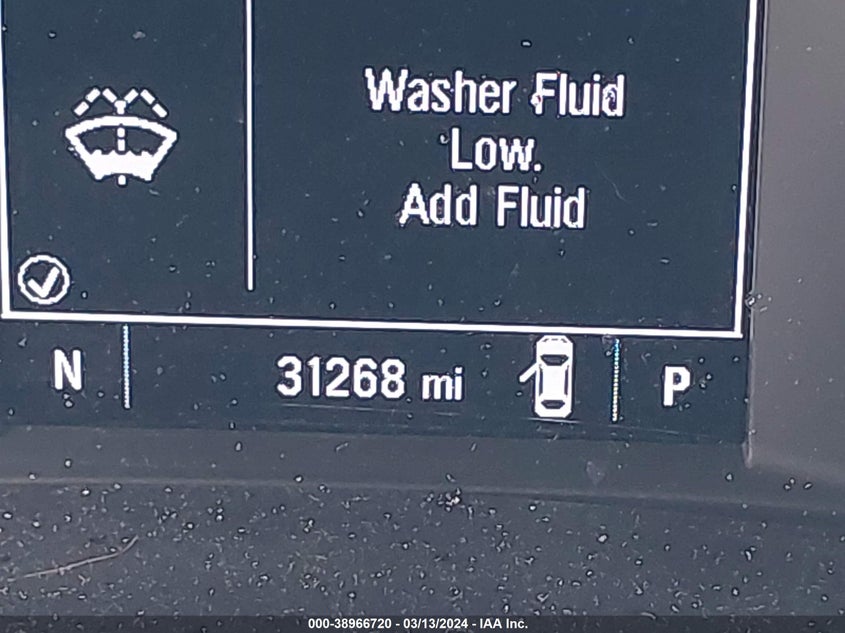 Washer Fluid
Low.
Add Fluid
N 31268 mi P
000-38966720 - 03/13/2024 - IAA Inc.